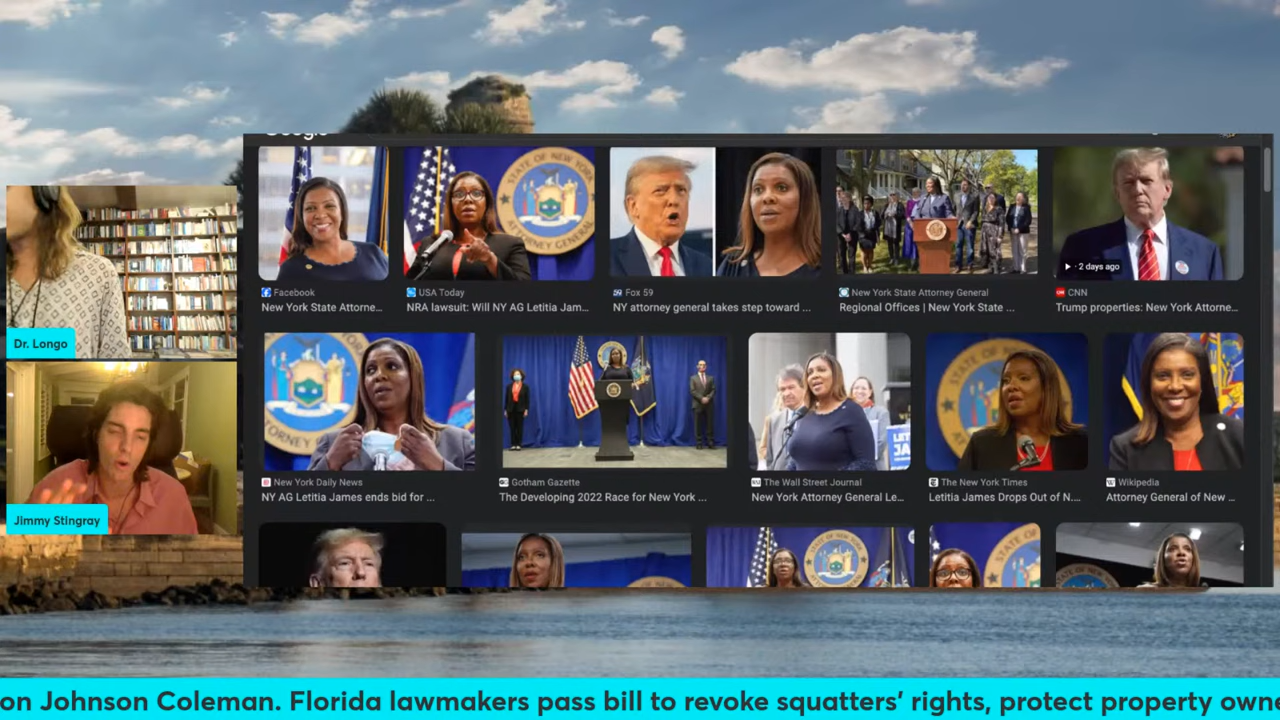 Google
Facebook
New York State Attorne...
USA Today
NRA lawsuit: Will NY AG Letitia Jam...
Fox 59
NY attorney general takes step toward ...
New York State Attorney General
Regional Offices | New York State ...
2 days ago
CNN
Trump properties: New York Attorne...
Dr. Longo
Jimmy Stingray
New York Daily News
NY AG Letitia James ends bid for ...
Gotham Gazette
The Developing 2022 Race for New York ...
The Wall Street Journal
New York Attorney General Le...
The New York Times
Letitia James Drops Out of N....
Wikipedia
Attorney General of New ...
on Johnson Coleman. Florida lawmakers pass bill to revoke squatters' rights, protect property own